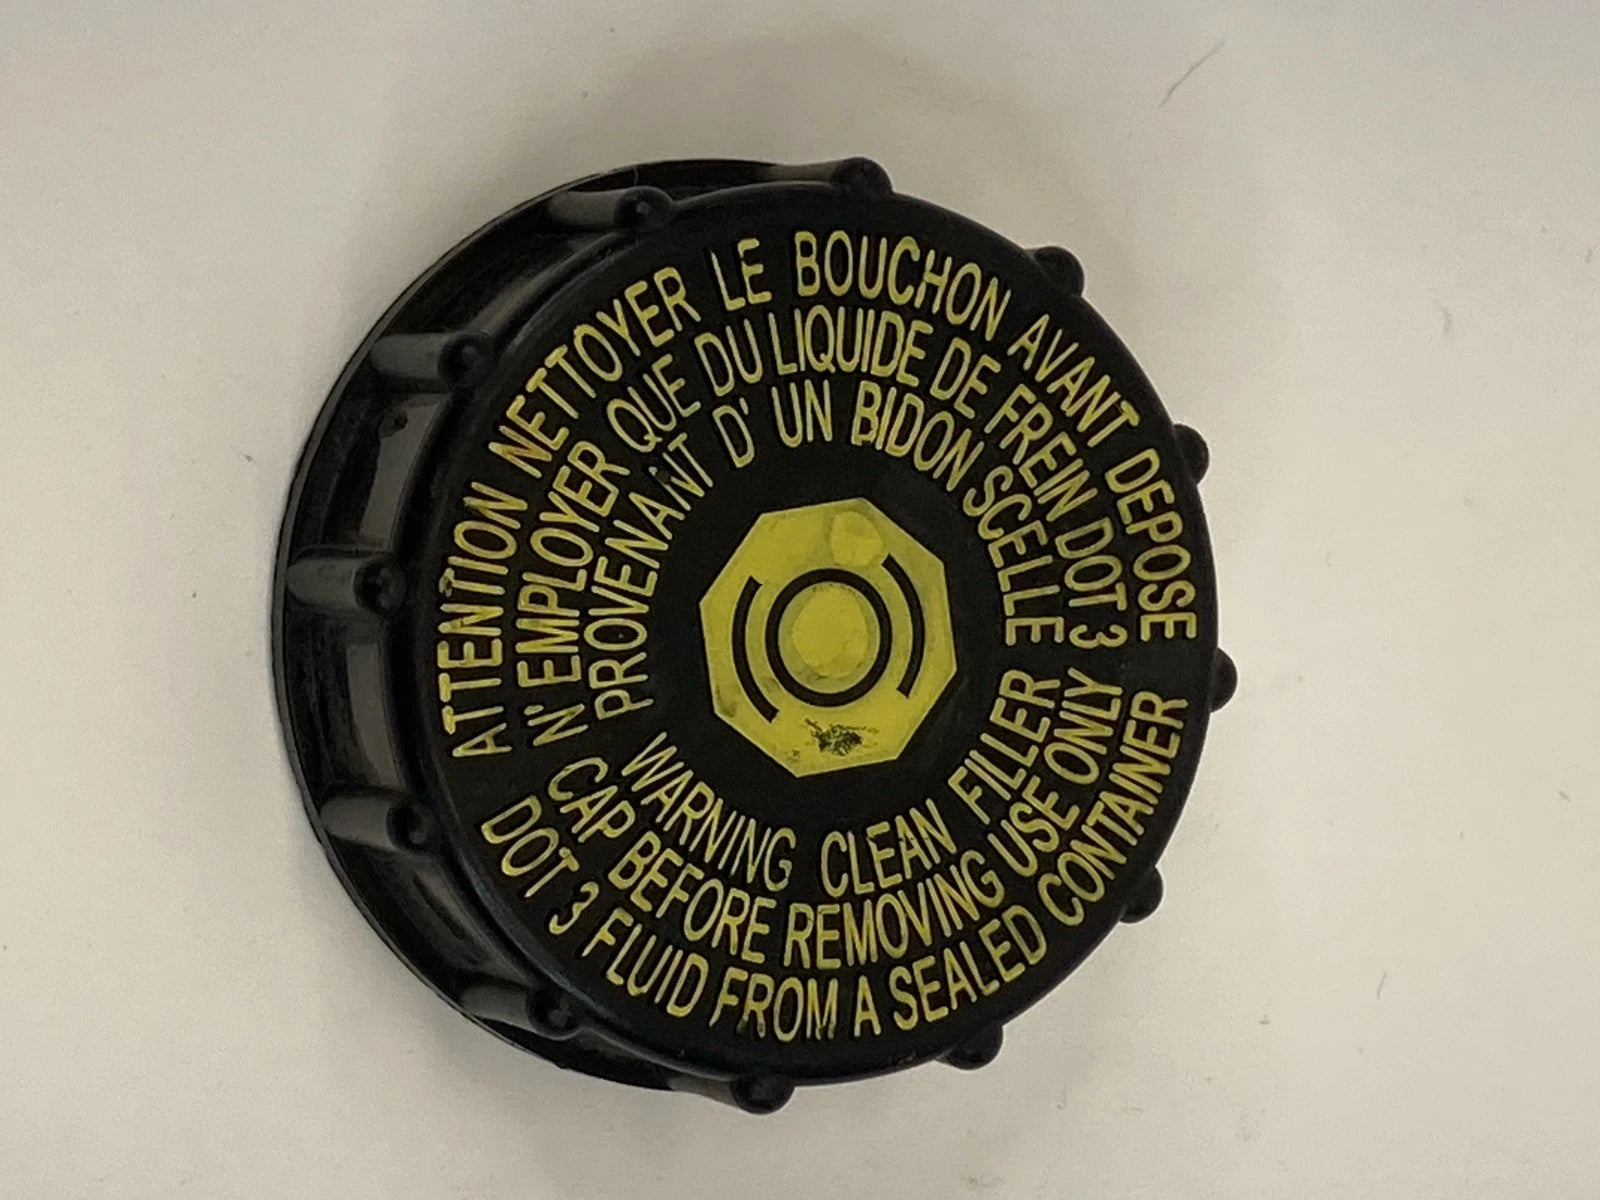 ATTENTION NETTOYER LE BOUCHON AVANT DEPOSE
N'EMPLOYER QUE DU LIQUIDE DE FREIN DOT 3
PROVENANT D' UN BIDON SCELLE
WARNING CLEAN FILLER
CAP BEFORE REMOVING USE ONLY
DOT 3 FLUID FROM A SEALED CONTAINER